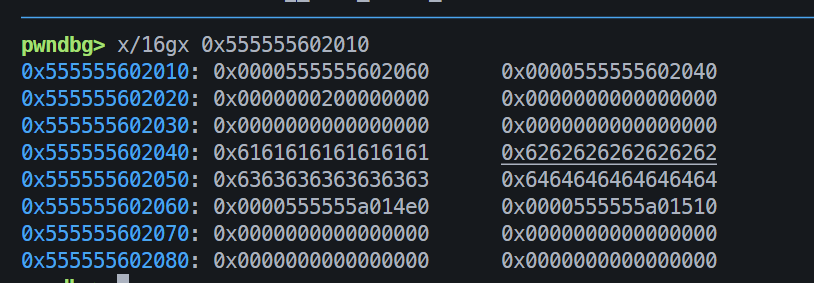 pwndbg> x/16gx 0x555555602010
0x555555602010: 0x0000555555602060 0x0000555555602040
0x555555602020: 0x0000000200000000 0x0000000000000000
0x555555602030: 0x0000000000000000 0x0000000000000000
0x555555602040: 0x6161616161616161 0x6262626262626262
0x555555602050: 0x6363636363636363 0x6464646464646464
0x555555602060: 0x0000555555a014e0 0x0000555555a01510
0x555555602070: 0x0000000000000000 0x0000000000000000
0x555555602080: 0x0000000000000000 0x0000000000000000